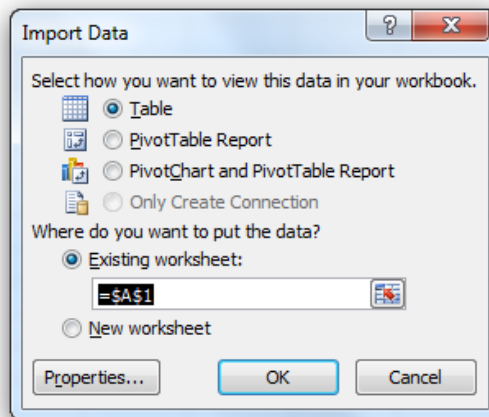 Import Data
Select how you want to view this data in your workbook.
Table
PivotTable Report
PivotChart and PivotTable Report
Only Create Connection
Where do you want to put the data?
Existing worksheet:
=$A$1
New worksheet
Properties... OK Cancel